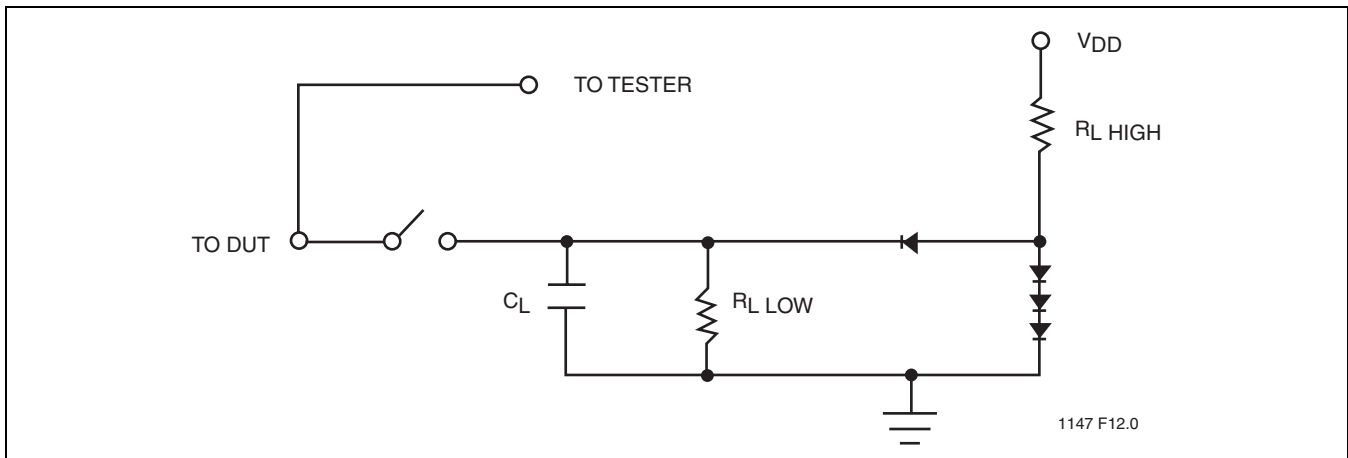 VDD
TO TESTER
RL HIGH
TO DUT
CL
RL LOW
1147 F12.0